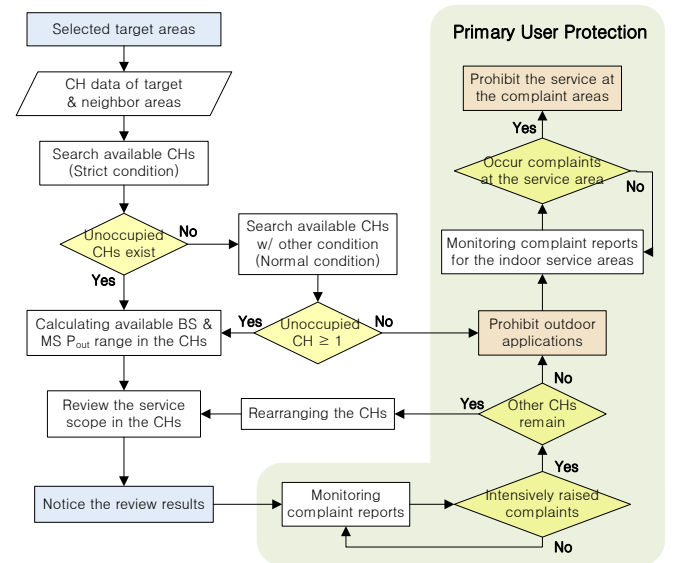 Selected target areas
CH data of target
& neighbor areas
Search available CHs
(Strict condition)
Unoccupied
CHs exist
No
Yes
Search available CHs
w/ other condition
(Normal condition)
Calculating available BS &
MS Pout range in the CHs
Yes
Unoccupied
CH ≥ 1
No
Review the service
scope in the CHs
Rearranging the CHs
Notice the review results
Primary User Protection
Prohibit the service at
the complaint areas
Yes
Occur complaints
at the service area
No
Monitoring complaint reports
for the indoor service areas
Prohibit outdoor
applications
No
Yes
Other CHs
remain
Yes
Monitoring
complaint reports
Intensively raised
complaints
No